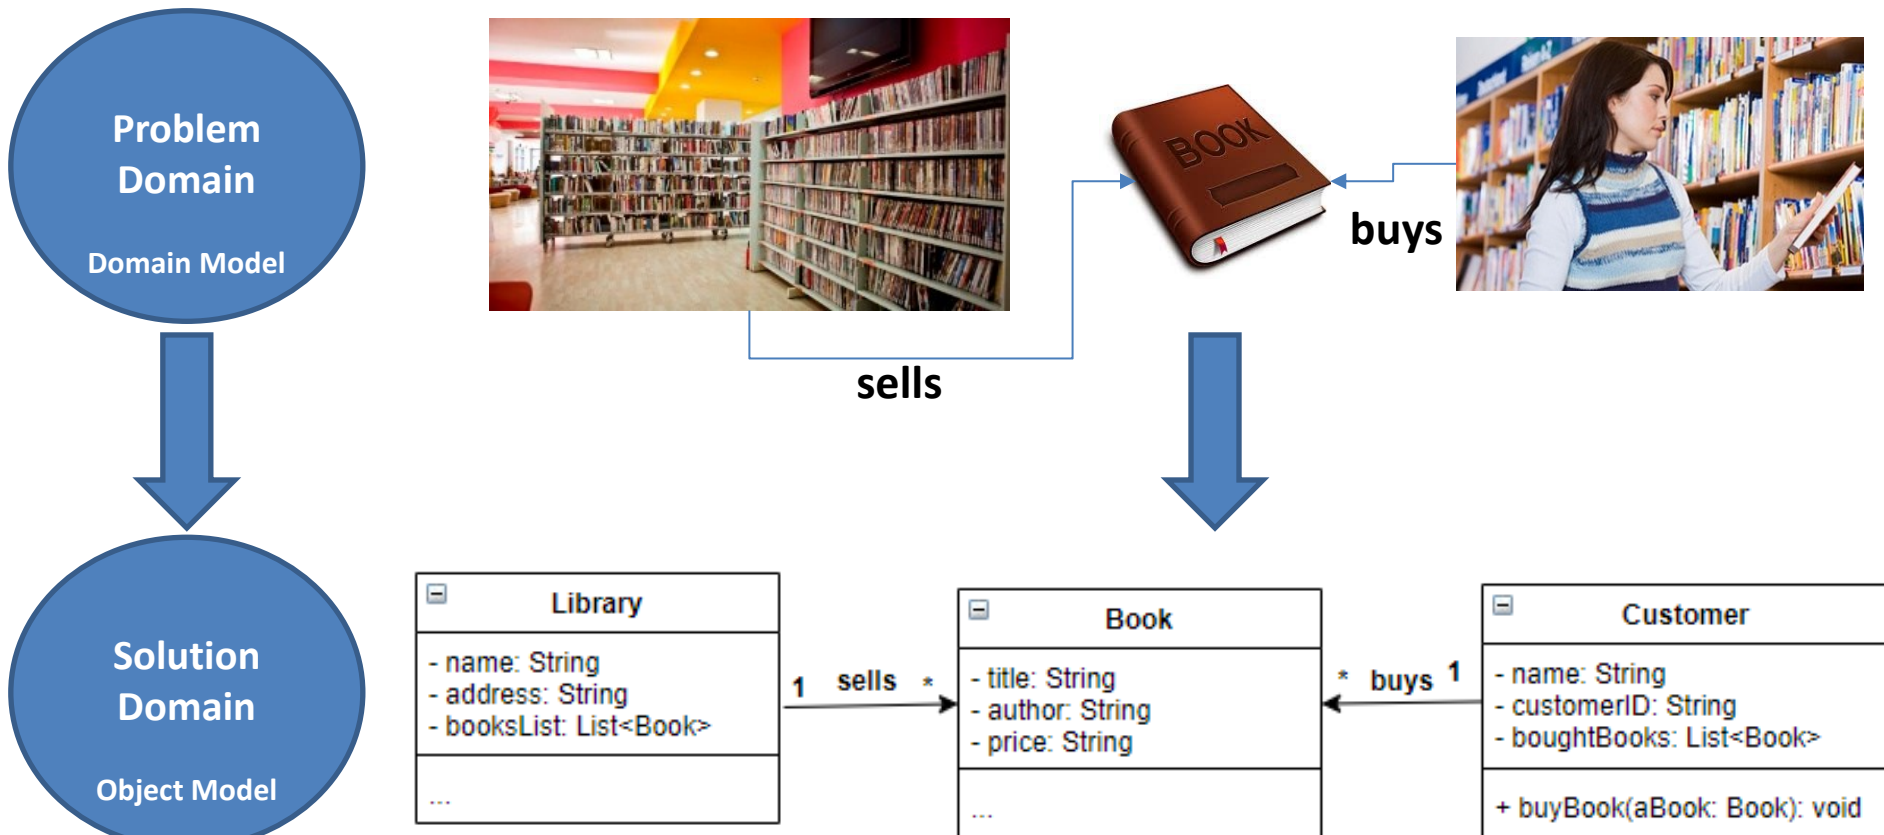 Problem
Domain
Domain Model
BOOK
buys
sells
Solution
Domain
Object Model
Library
- name: String
- address: String
- booksList: List<Book>
...
1 sells *
Book
- title: String
- author: String
- price: String
...
* buys 1
Customer
- name: String
- customerID: String
- boughtBooks: List<Book>
+ buyBook(aBook: Book): void